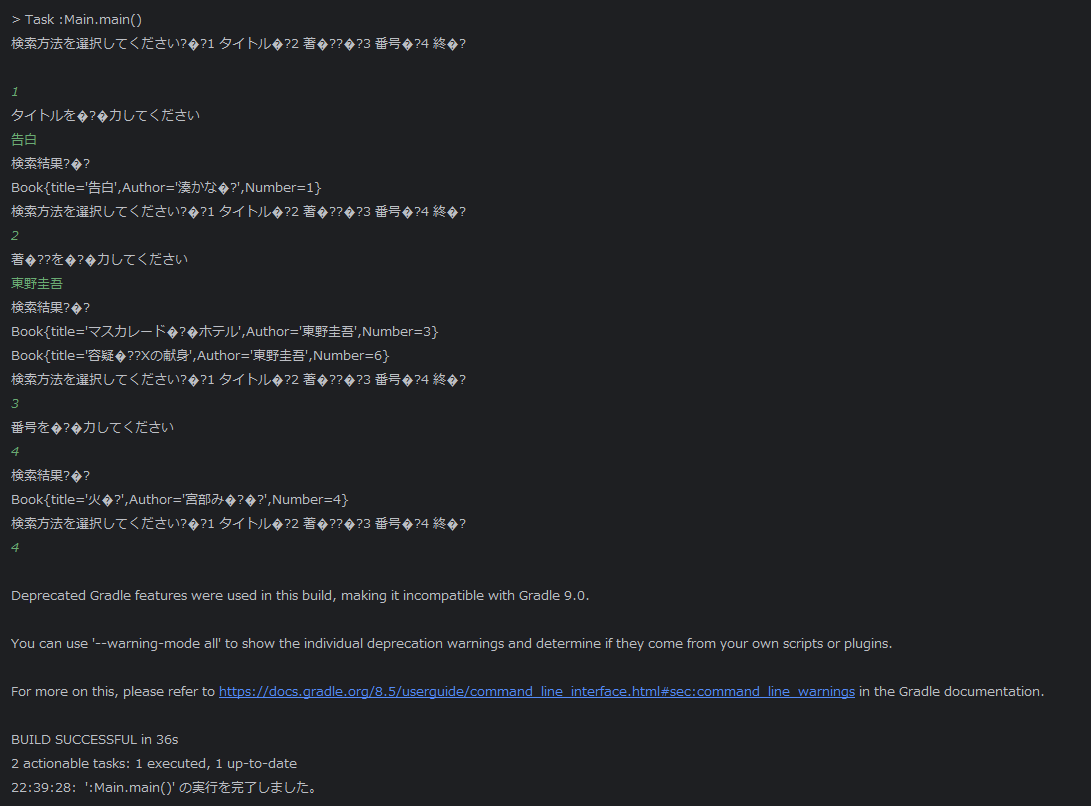 > Task :Main.main()
検索方法を選択してください?�?1 タイトル�?2 著�??�?3 番号�?4 終�?
1
タイトルを�?�力してください
告白
検索結果?�?
Book{title='告白',Author='湊かな�?',Number=1}
検索方法を選択してください?�?1 タイトル�?2 著�??�?3 番号�?4 終�?
2
著�??を�?�力してください
東野圭吾
検索結果?�?
Book{title='マスカレード�?�ホテル',Author='東野圭吾',Number=3}
Book{title='容疑�??Xの献身',Author='東野圭吾',Number=6}
検索方法を選択してください?�?1 タイトル�?2 著�??�?3 番号�?4 終�?
3
番号を�?�力してください
4
検索結果?�?
Book{title='火�?',Author='宮部み�?�?',Number=4}
検索方法を選択してください?�?1 タイトル�?2 著�??�?3 番号�?4 終�?
4
Deprecated Gradle features were used in this build, making it incompatible with Gradle 9.0.
You can use '--warning-mode all' to show the individual deprecation warnings and determine if they come from your own scripts or plugins.
For more on this, please refer to https://docs.gradle.org/8.5/userguide/command_line_interface.html#sec:command_line_warnings in the Gradle documentation.
BUILD SUCCESSFUL in 36s
2 actionable tasks: 1 executed, 1 up-to-date
22:39:28: ':Main.main()' の実行を完了しました。